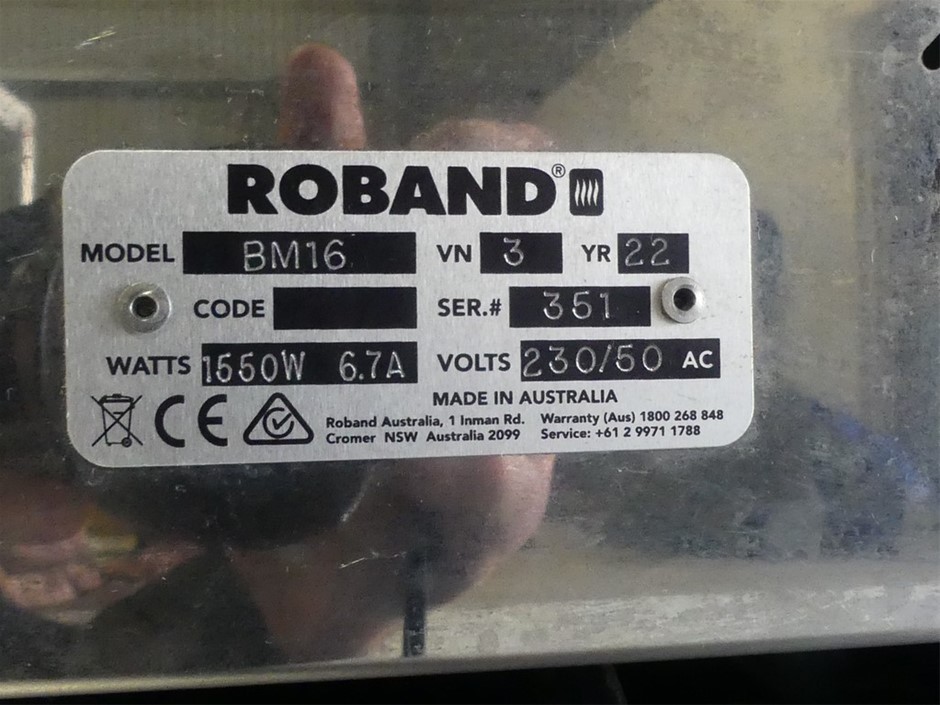 ROBAND®
MODEL BM16 VN 3 YR 22
CODE SER.# 351
WATTS 1550W 6.7A VOLTS 230/50 AC
MADE IN AUSTRALIA
CE
Roband Australia, 1 Inman Rd. Warranty (Aus) 1800 268 848
Cromer NSW Australia 2099 Service: +61 2 9971 1788